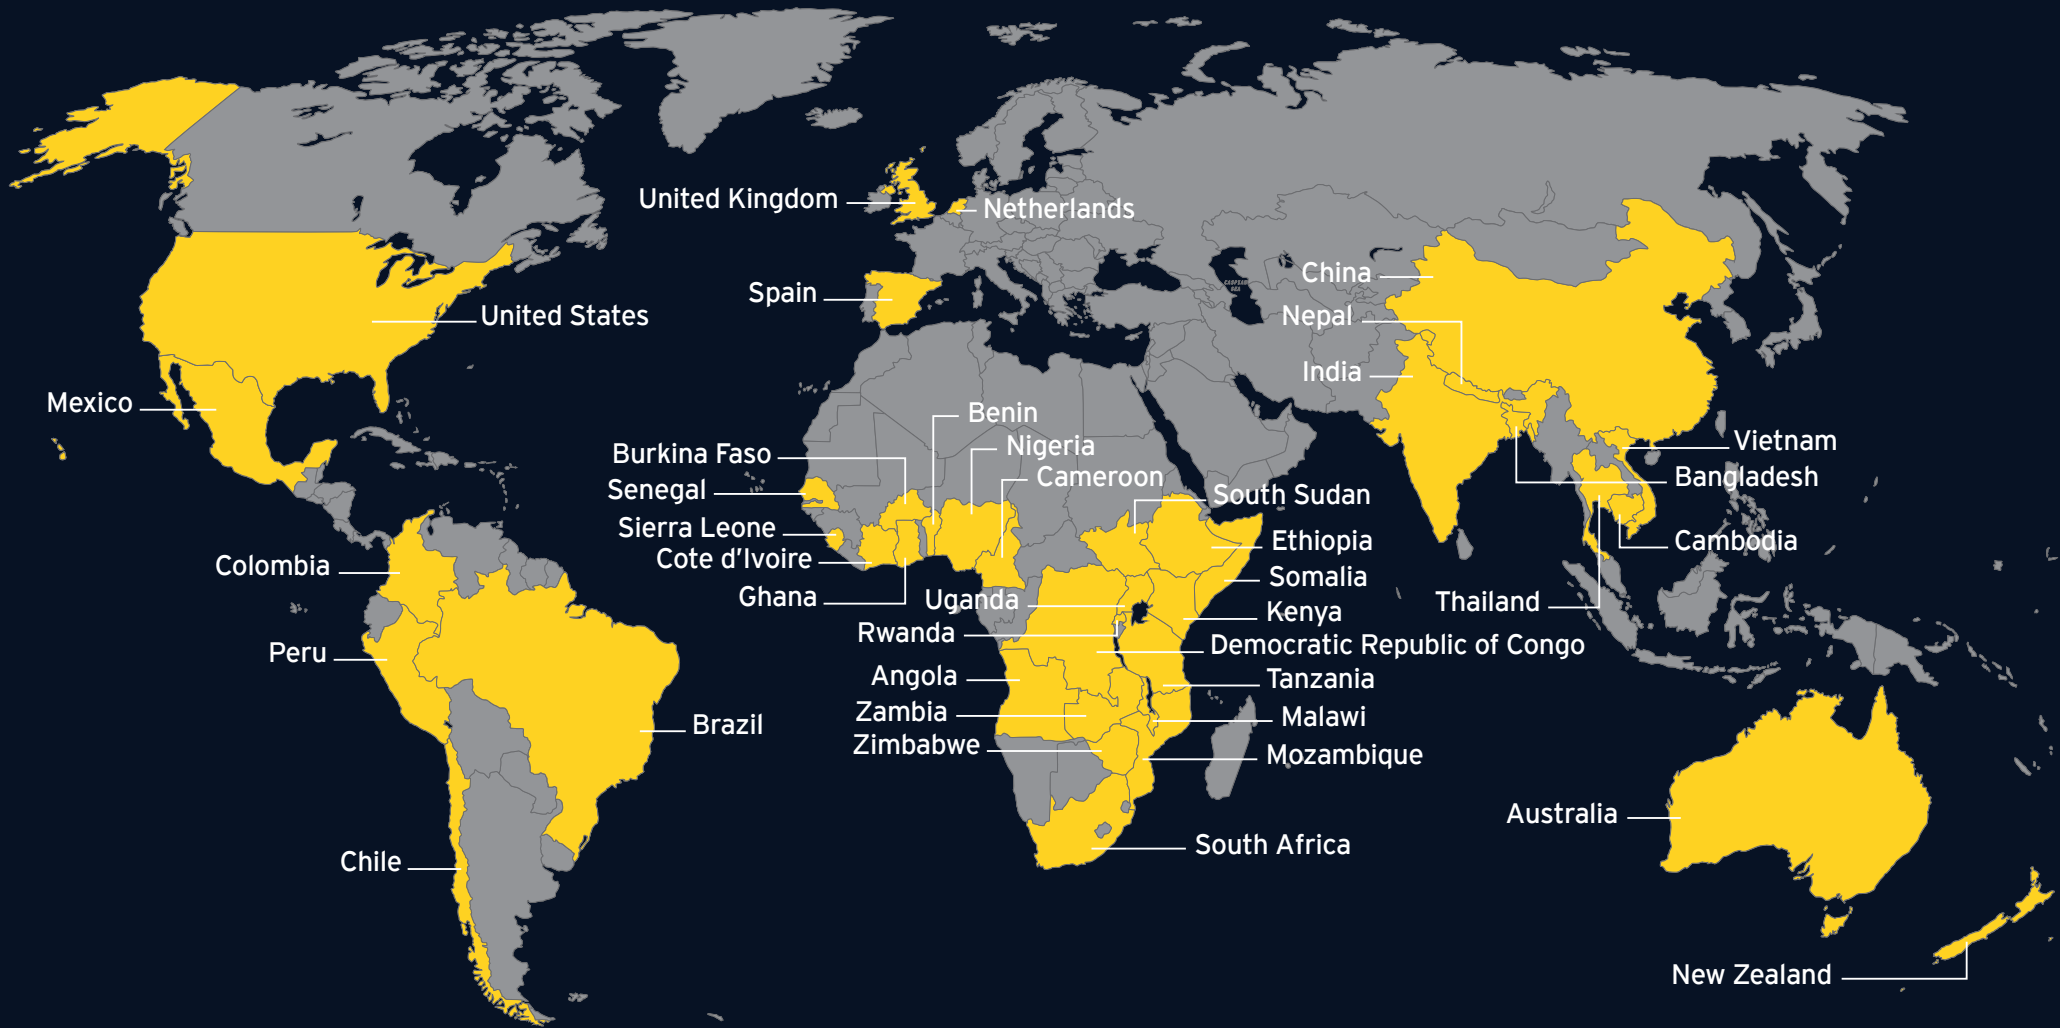 United Kingdom
Netherlands
China
Spain
CASPIAN
SEA
United States
Nepal
India
Mexico
Benin
Nigeria
Burkina Faso
Cameroon
Vietnam
Bangladesh
Senegal
South Sudan
Sierra Leone
Cote d'Ivoire
Ethiopia
Cambodia
Colombia
Somalia
Ghana
Uganda
Kenya
Thailand
Rwanda
Democratic Republic of Congo
Peru
Angola
Tanzania
Zambia
Malawi
Brazil
Zimbabwe
Mozambique
Australia
South Africa
Chile
New Zealand